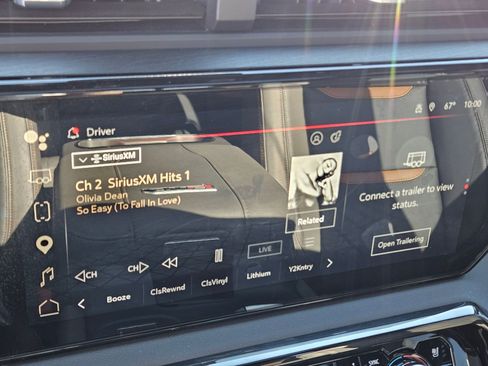 Driver
67° 10:00
SiriusXM
Ch 2 SiriusXM Hits 1
Olivia Dean
So Easy (To Fall In Love)
Related
Connect a trailer to view
status.
Open Trailering
CH CH LIVE
Booze ClsRewnd ClsVinyl Lithium Y2Kntry
SYNC